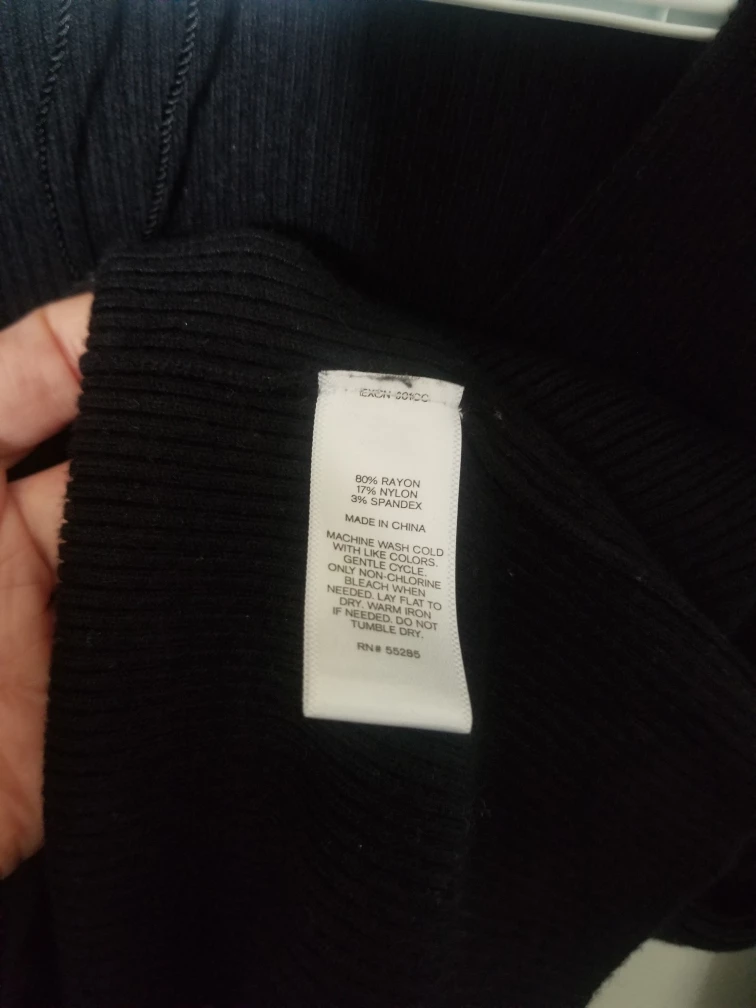 80% RAYON
17% NYLON
3% SPANDEX
MADE IN CHINA
MACHINE WASH COLD
WITH LIKE COLORS.
GENTLE CYCLE.
ONLY NON-CHLORINE
BLEACH WHEN
NEEDED. LAY FLAT TO
DRY. WARM IRON
IF NEEDED. DO NOT
TUMBLE DRY.
RN# 55285